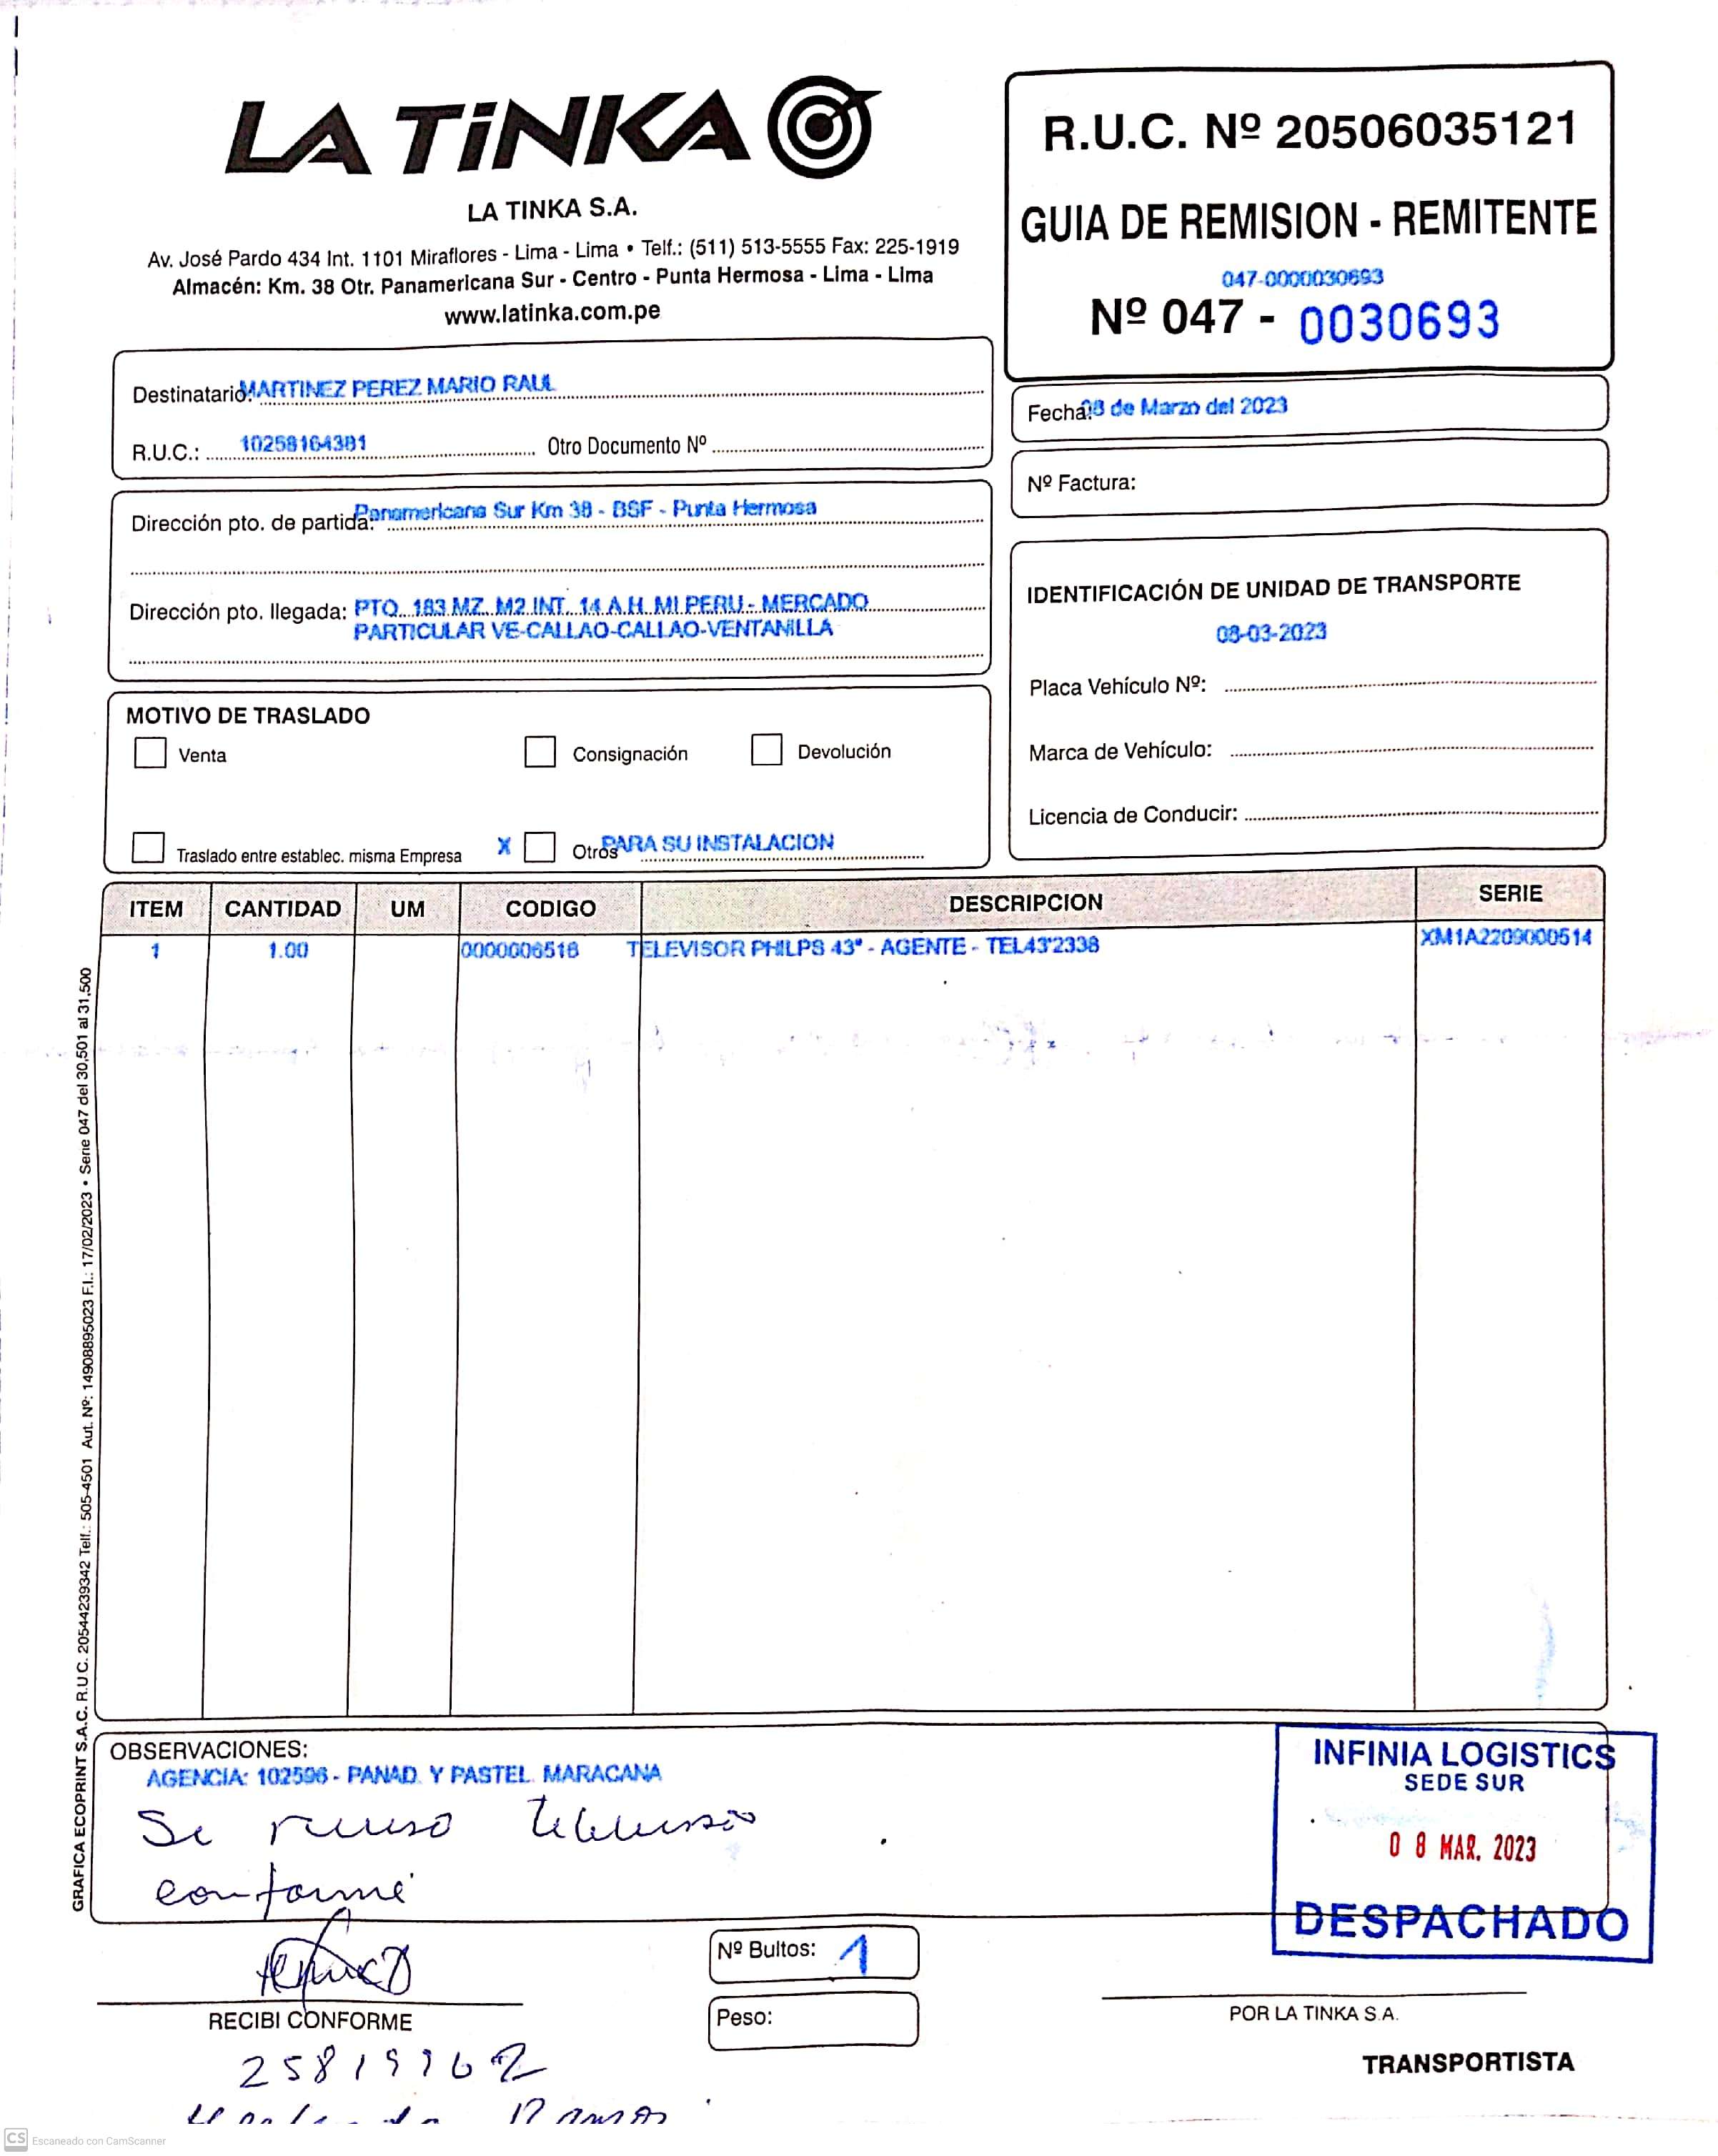 LA TiNKA
LA TINKA S.A.
Av. José Pardo 434 Int. 1101 Miraflores - Lima - Lima • Telf.: (511) 513-5555 Fax: 225-1919
Almacén: Km. 38 Otr. Panamericana Sur - Centro - Punta Hermosa - Lima - Lima
www.latinka.com.pe
R.U.C. Nº 20506035121
GUIA DE REMISION - REMITENTE
047-0000030693
Nº 047 - 0030693
Destinatario: MARTINEZ PEREZ MARIO RAUL
R.U.C.: 10258164381 Otro Documento Nº
Fecha: 08 de Marzo del 2023
Nº Factura:
Dirección pto. de partida: Panamericana Sur Km 38 - BSF - Punta Hermosa
Dirección pto. llegada: PTO. 183 MZ. M2 INT. 14 A.H. MI PERU - MERCADO
PARTICULAR VE-CALLAO-CALLAO-VENTANILLA
IDENTIFICACIÓN DE UNIDAD DE TRANSPORTE
08-03-2023
Placa Vehículo Nº:
Marca de Vehículo:
Licencia de Conducir:
MOTIVO DE TRASLADO
Venta Consignación Devolución
Traslado entre establec. misma Empresa X Otros PARA SU INSTALACION
ITEM CANTIDAD UM CODIGO DESCRIPCION SERIE
1 1.00 0000006518 TELEVISOR PHILPS 43" - AGENTE - TEL43'2338 XM1A2209000514
GRAFICA ECOPRINT S.A.C. R.U.C. 20544239342 Telf.: 505-4501 Aut. Nº: 14908895023 F.I.: 17/02/2023 • Serie 047 del 30,501 al 31,500
OBSERVACIONES:
AGENCIA: 102596 - PANAD. Y PASTEL. MARACANA
Se
conforme
INFINIA LOGISTICS
SEDE SUR
08 MAR. 2023
DESPACHADO
Nº Bultos: 1
Peso:
RECIBI CONFORME
25819962
POR LA TINKA S.A.
TRANSPORTISTA
CS Escaneado con CamScanner